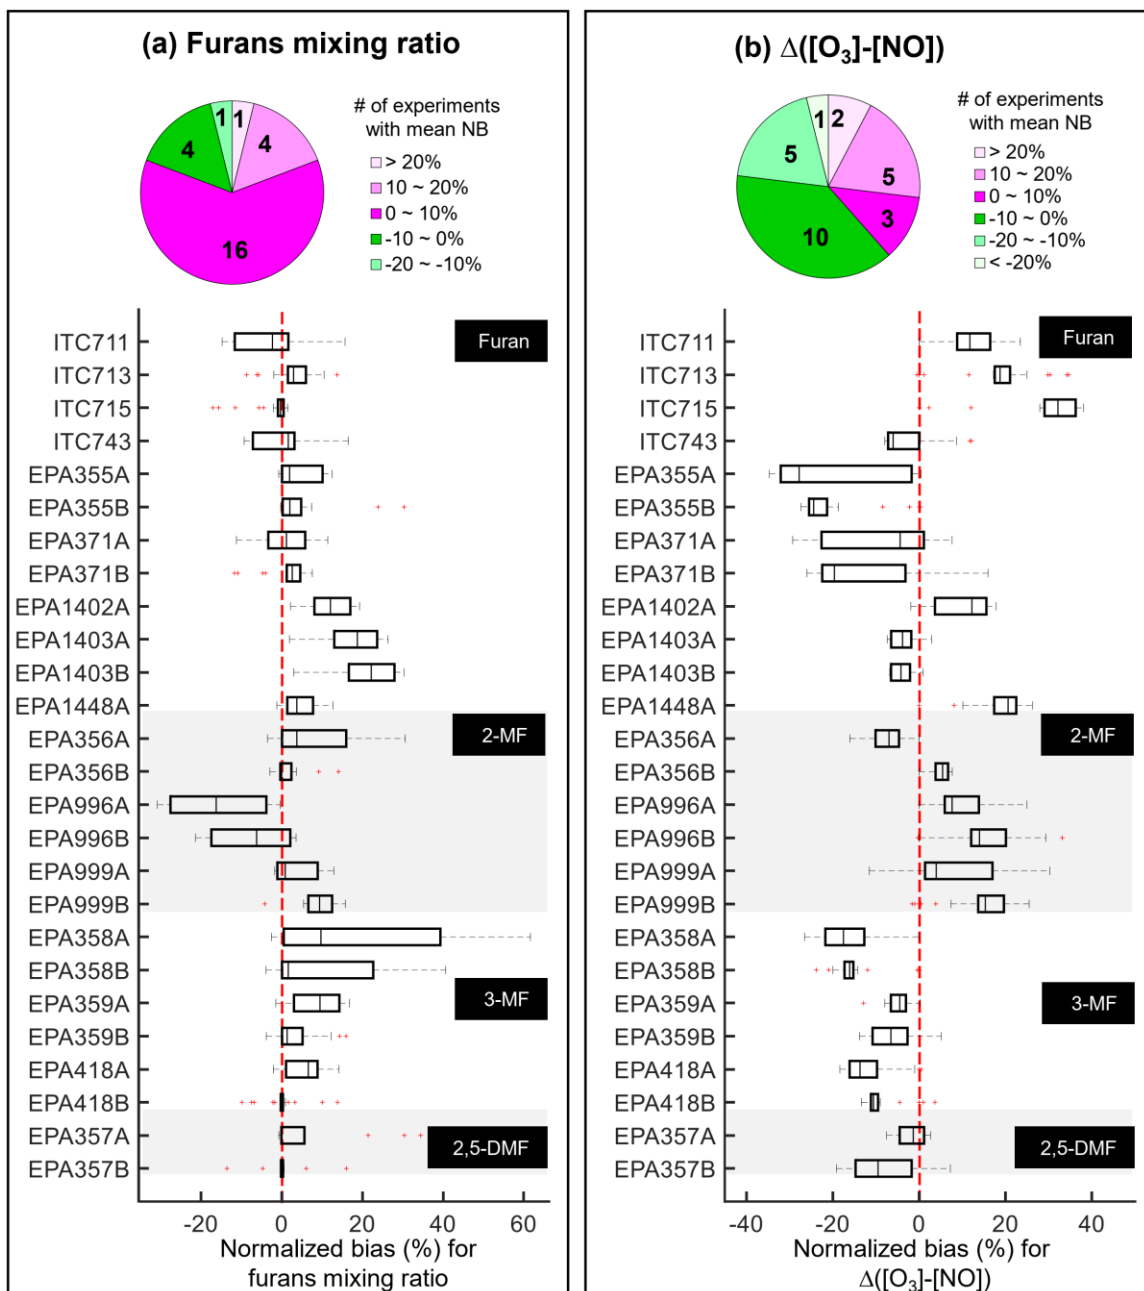 (a) Furans mixing ratio
# of experiments
with mean NB
> 20%
10 ~ 20%
0 ~ 10%
-10 ~ 0%
-20 ~ -10%
1
1
4
4
16
Furan
2-MF
3-MF
2,5-DMF
ITC711
ITC713
ITC715
ITC743
EPA355A
EPA355B
EPA371A
EPA371B
EPA1402A
EPA1403A
EPA1403B
EPA1448A
EPA356A
EPA356B
EPA996A
EPA996B
EPA999A
EPA999B
EPA358A
EPA358B
EPA359A
EPA359B
EPA418A
EPA418B
EPA357A
EPA357B
-20 0 20 40 60
Normalized bias (%) for
furans mixing ratio
(b) Δ([O₃]-[NO])
# of experiments
with mean NB
> 20%
10 ~ 20%
0 ~ 10%
-10 ~ 0%
-20 ~ -10%
< -20%
1
2
5
5
3
10
Furan
2-MF
3-MF
2,5-DMF
ITC711
ITC713
ITC715
ITC743
EPA355A
EPA355B
EPA371A
EPA371B
EPA1402A
EPA1403A
EPA1403B
EPA1448A
EPA356A
EPA356B
EPA996A
EPA996B
EPA999A
EPA999B
EPA358A
EPA358B
EPA359A
EPA359B
EPA418A
EPA418B
EPA357A
EPA357B
-40 -20 0 20 40
Normalized bias (%) for
Δ([O₃]-[NO])